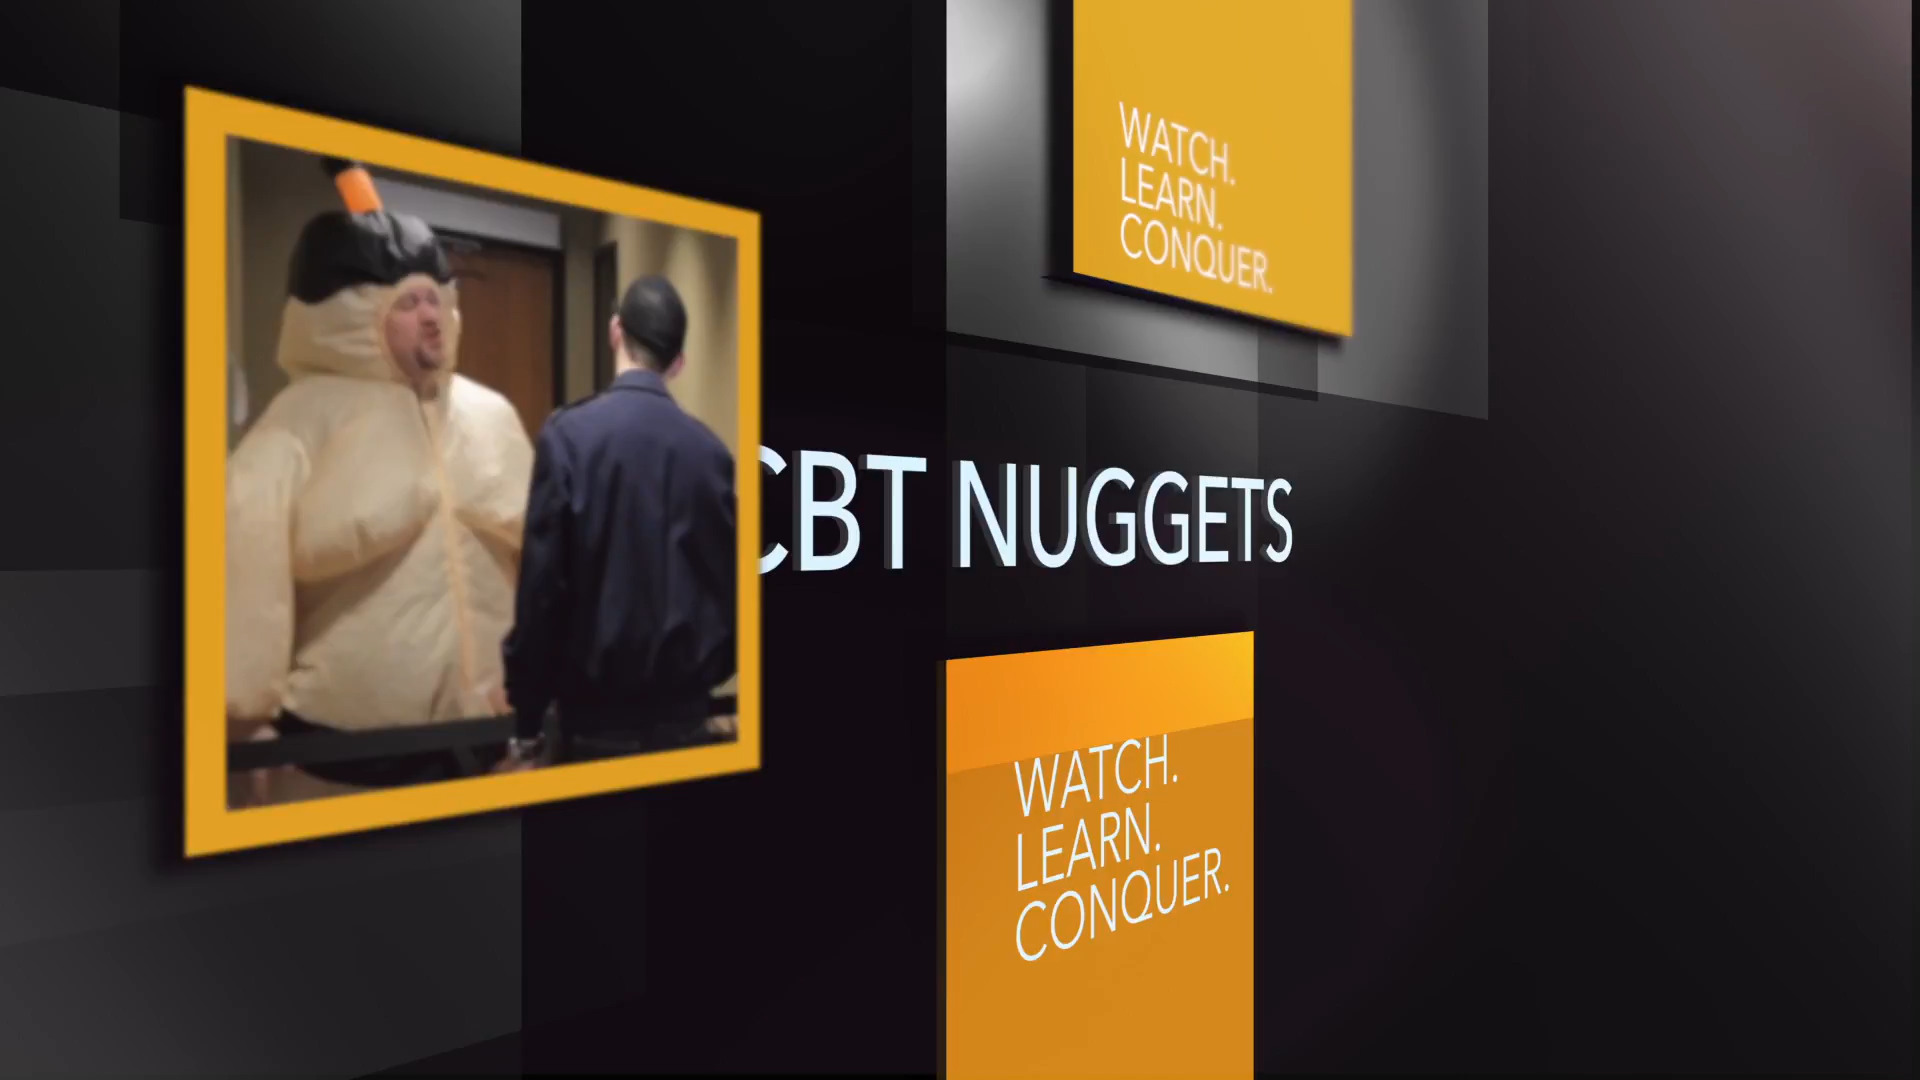 WATCH.
LEARN.
CONQUER.
CBT NUGGETS
WATCH.
LEARN.
CONQUER.